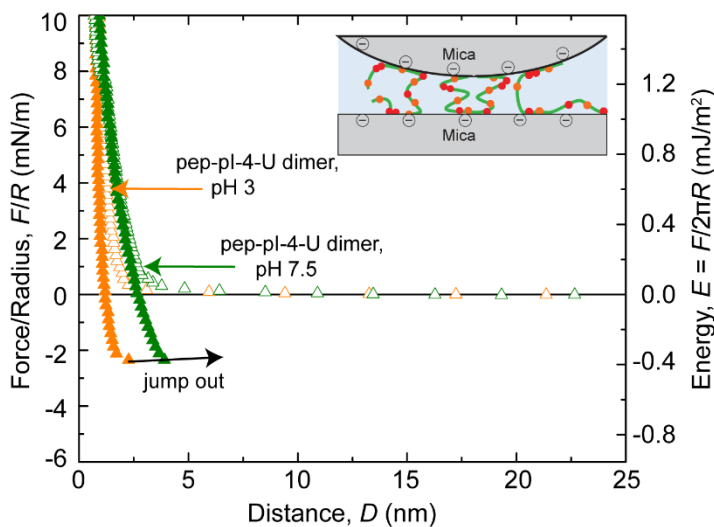 10
8
6
4
2
0
-2
-4
-6
Force/Radius, F/R (mN/m)
0
5
10
15
20
25
Distance, D (nm)
1.2
0.8
0.4
0.0
-0.4
-0.8
Energy, E = F/2πR (mJ/m²)
pep-pl-4-U dimer,
pH 3
pep-pl-4-U dimer,
pH 7.5
jump out
Mica
Mica